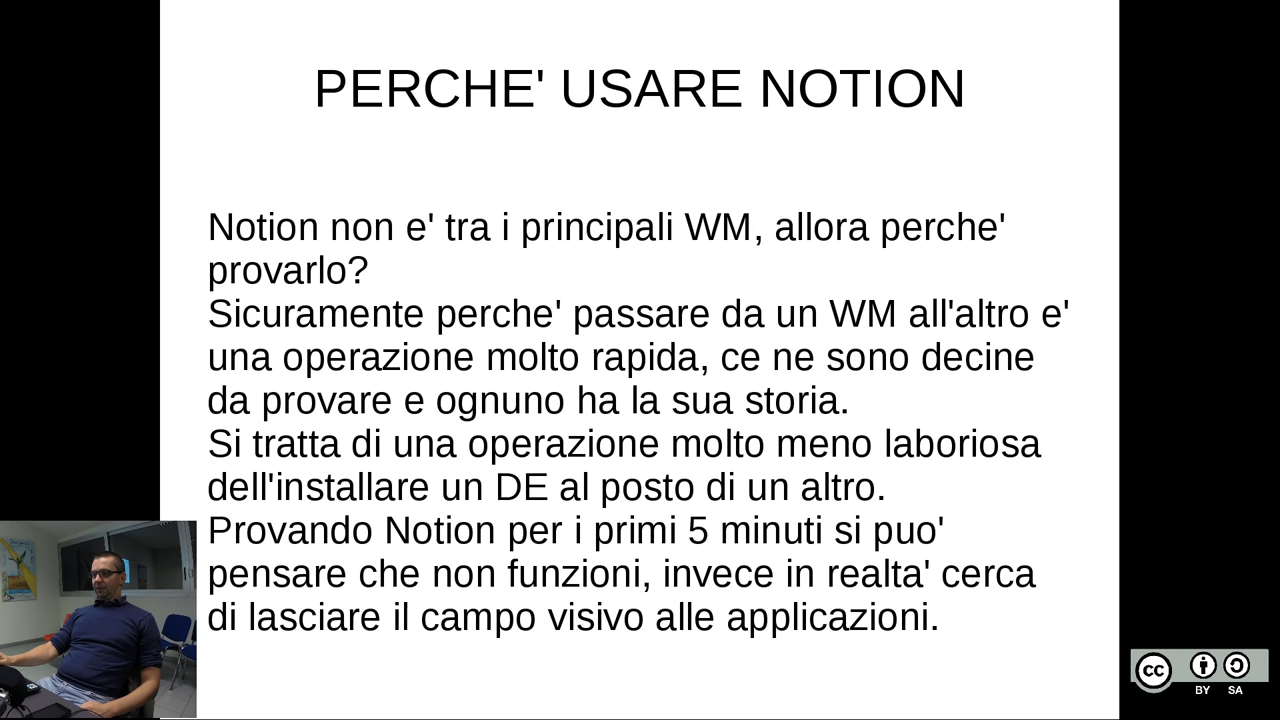 PERCHE' USARE NOTION
Notion non e' tra i principali WM, allora perche'
provarlo?
Sicuramente perche' passare da un WM all'altro e'
una operazione molto rapida, ce ne sono decine
da provare e ognuno ha la sua storia.
Si tratta di una operazione molto meno laboriosa
dell'installare un DE al posto di un altro.
Provando Notion per i primi 5 minuti si puo'
pensare che non funzioni, invece in realta' cerca
di lasciare il campo visivo alle applicazioni.
cc
BY SA